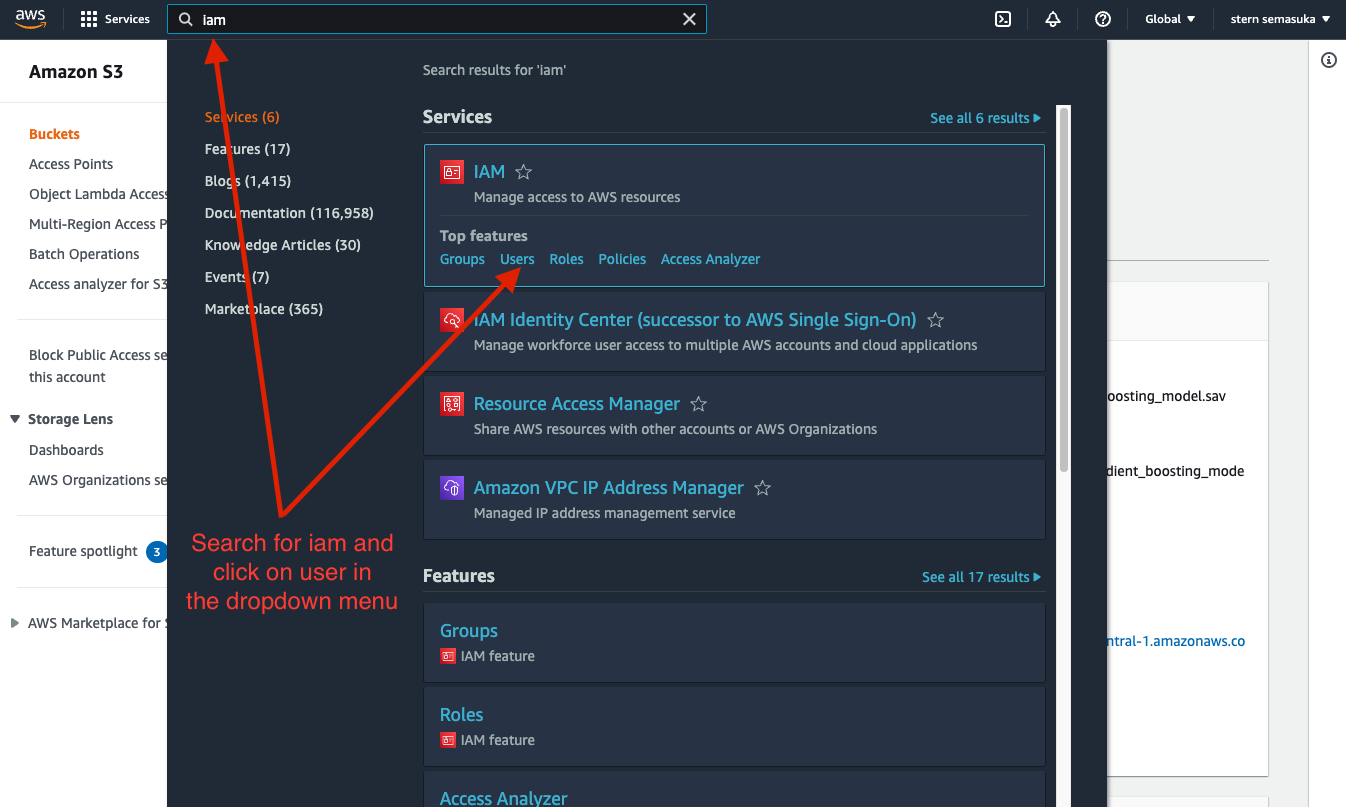 aws
Services
iam
Global
stern semasuka
Amazon S3
Buckets
Access Points
Object Lambda Access
Multi-Region Access P
Batch Operations
Access analyzer for S3
Block Public Access se
this account
Storage Lens
Dashboards
AWS Organizations se
Feature spotlight 3
AWS Marketplace for S
Search results for 'iam'
Services (6)
Features (17)
Blogs (1,415)
Documentation (116,958)
Knowledge Articles (30)
Events (7)
Marketplace (365)
Search for iam and
click on user in
the dropdown menu
Services
See all 6 results
IAM
Manage access to AWS resources
Top features
Groups Users Roles Policies Access Analyzer
IAM Identity Center (successor to AWS Single Sign-On)
Manage workforce user access to multiple AWS accounts and cloud applications
Resource Access Manager
Share AWS resources with other accounts or AWS Organizations
Amazon VPC IP Address Manager
Managed IP address management service
Features
See all 17 results
Groups
IAM feature
Roles
IAM feature
Access Analyzer
oosting_model.sav
dient_boosting_mode
ntral-1.amazonaws.co